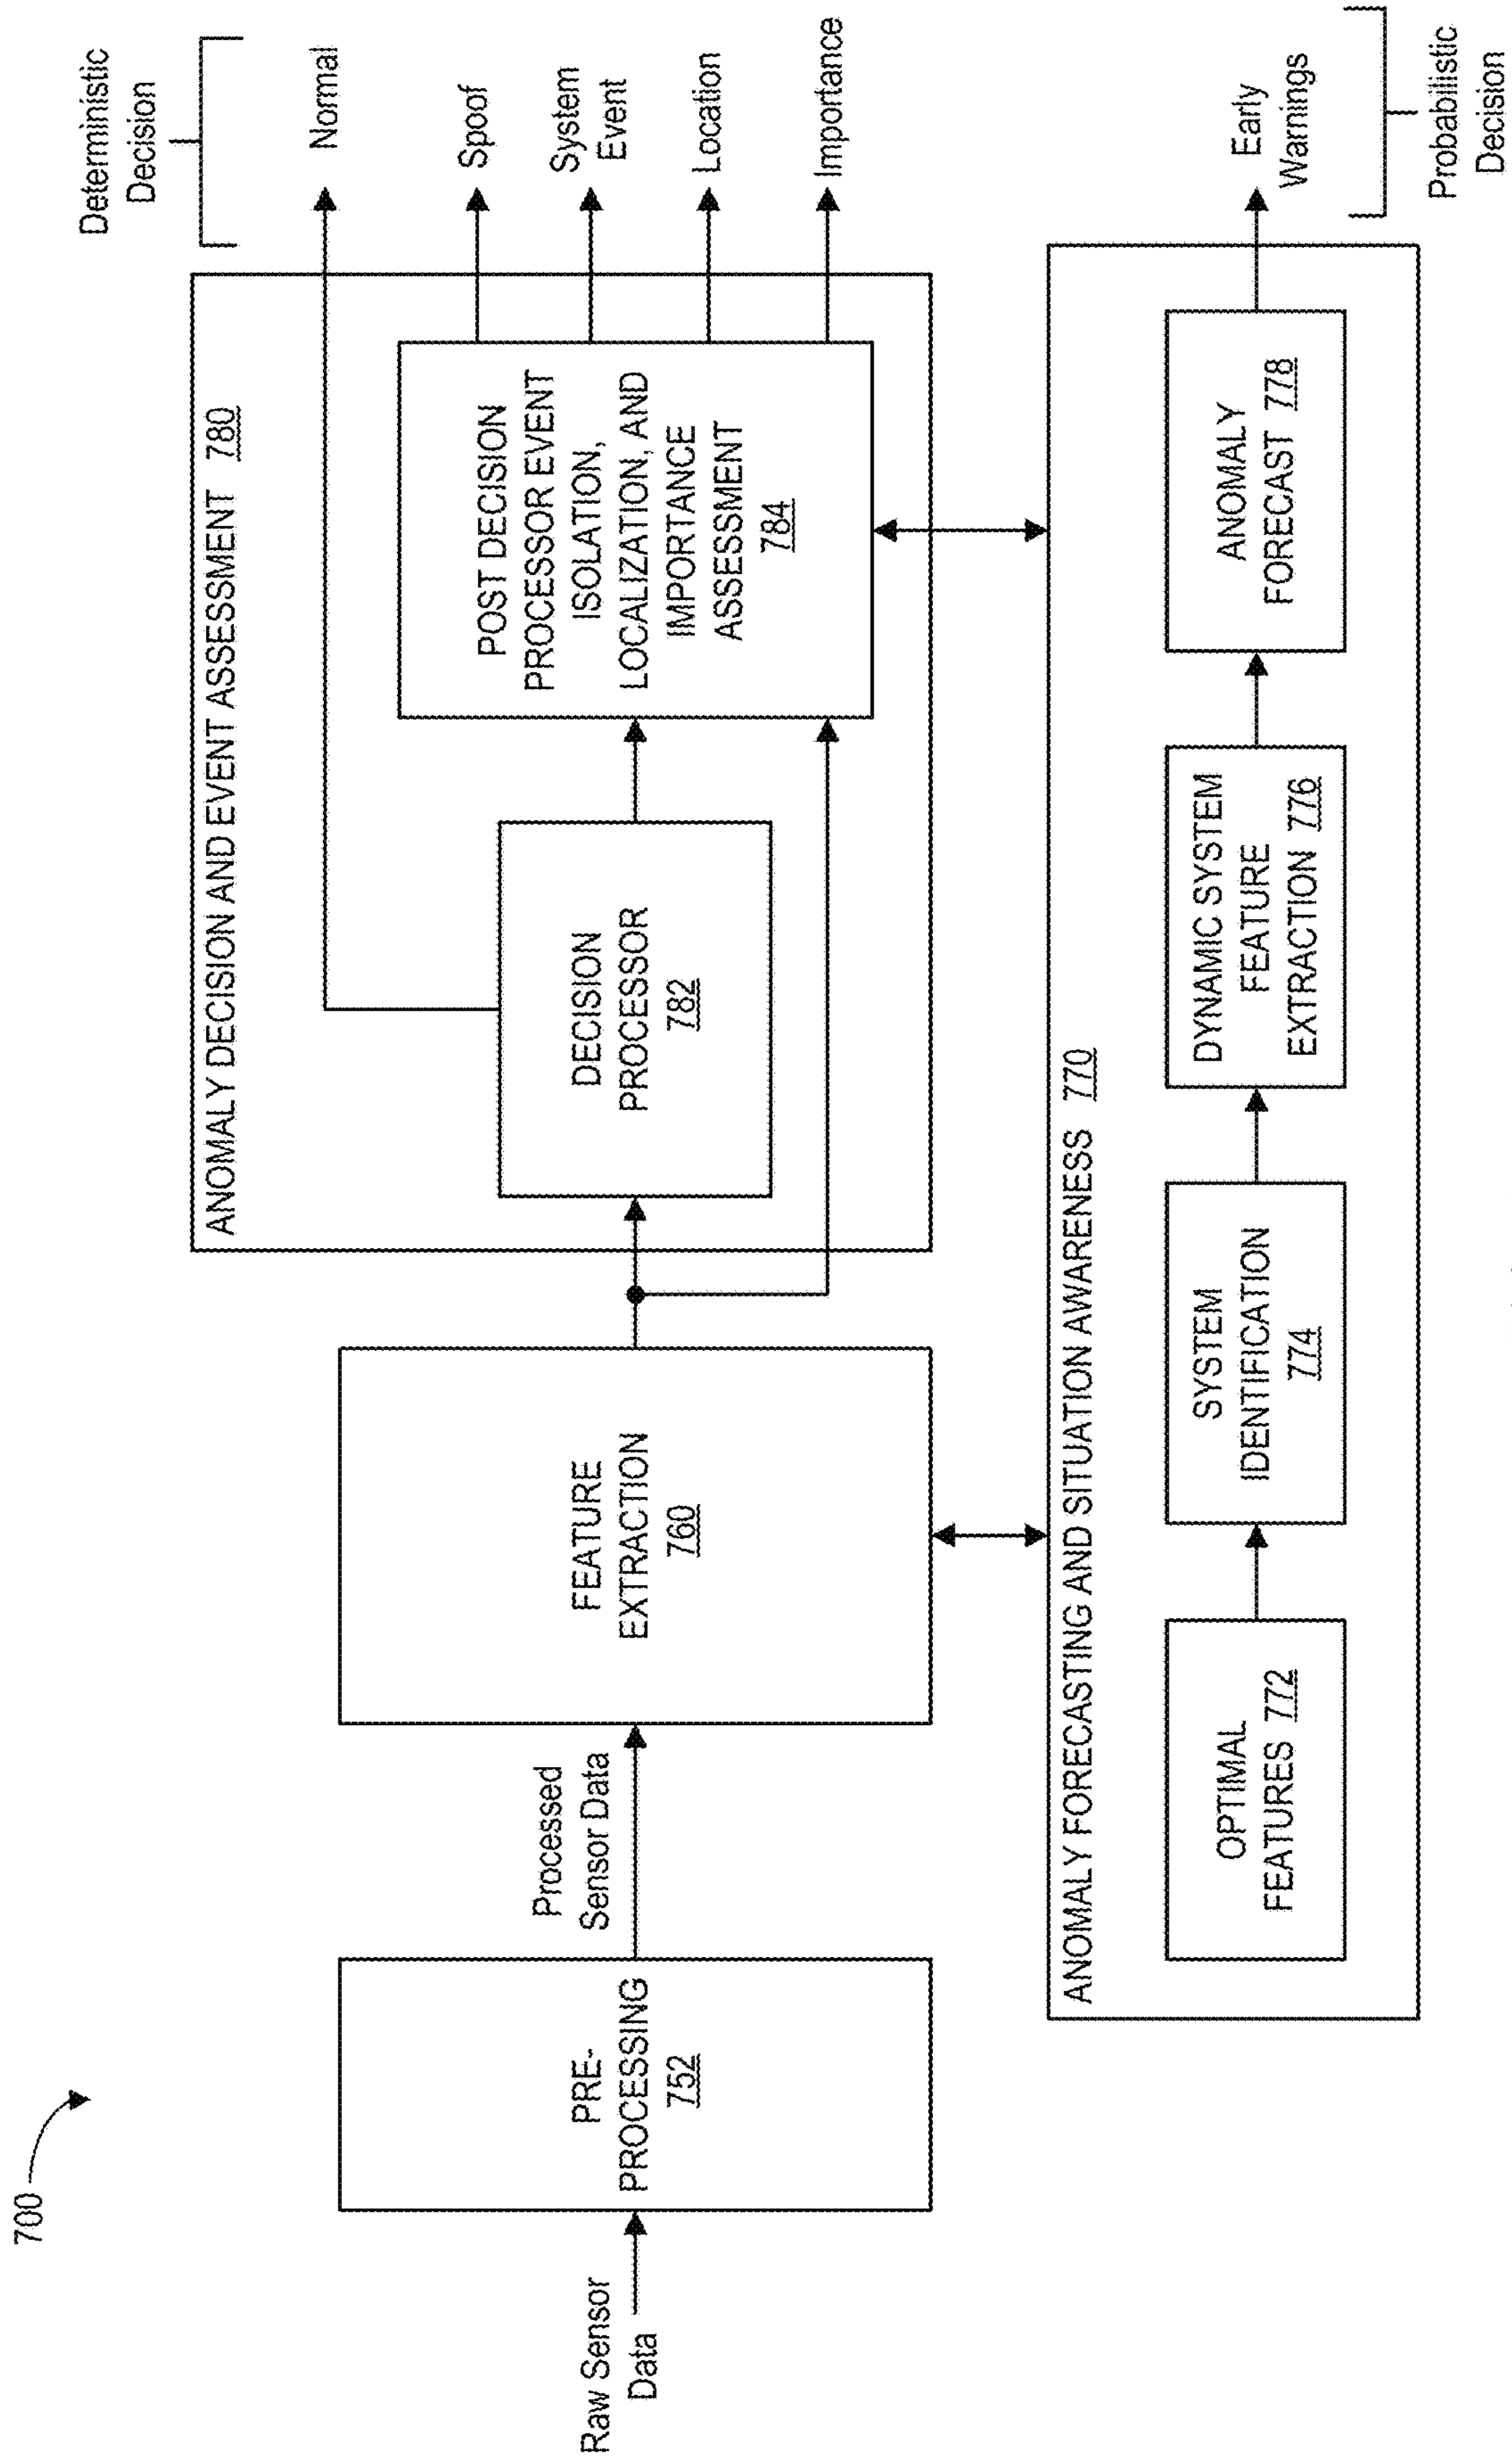 700
Raw Sensor
Data
PRE-
PROCESSING
752
Processed
Sensor Data
FEATURE
EXTRACTION
760
ANOMALY DECISION AND EVENT ASSESSMENT 780
DECISION
PROCESSOR
782
POST DECISION
PROCESSOR EVENT
ISOLATION,
LOCALIZATION, AND
IMPORTANCE
ASSESSMENT
784
Deterministic
Decision
Normal
Spoof
System
Event
Location
Importance
ANOMALY FORECASTING AND SITUATION AWARENESS 770
OPTIMAL
FEATURES 772
SYSTEM
IDENTIFICATION
774
DYNAMIC SYSTEM
FEATURE
EXTRACTION 776
ANOMALY
FORECAST 778
Early
Warnings
Probabilistic
Decision